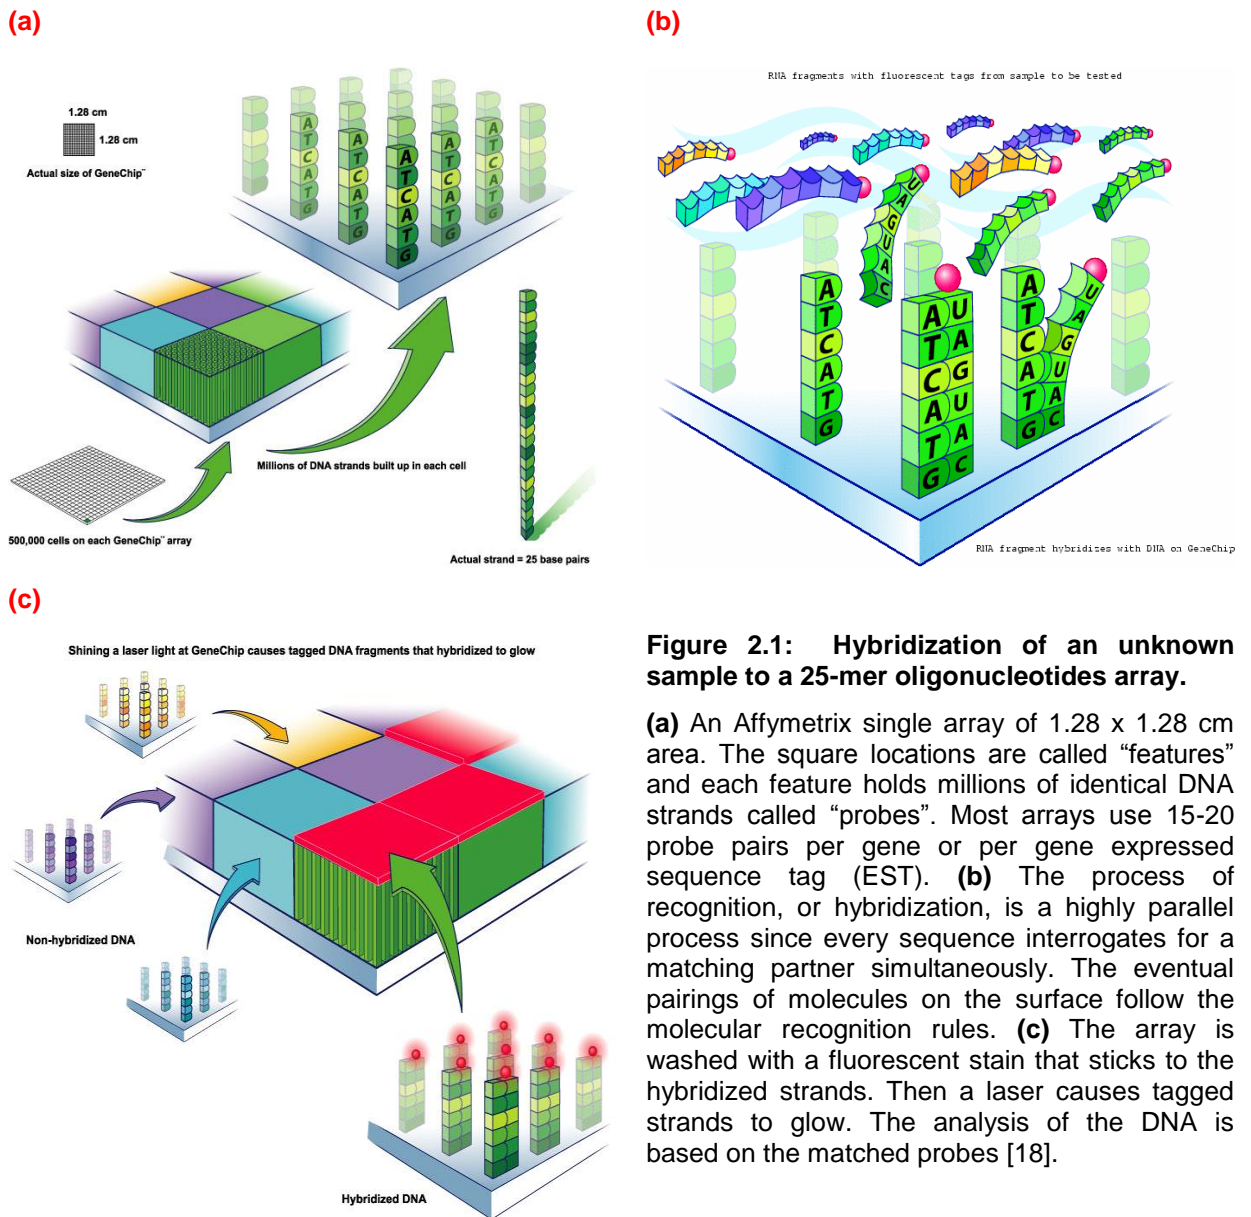 (a)
1.28 cm
1.28 cm
Actual size of GeneChip™
A T C A T G
A T C A T G
A T C A T G
A T C A T G
A T C A T G
Millions of DNA strands built up in each cell
500,000 cells on each GeneChip™ array
Actual strand = 25 base pairs
(b)
RNA fragments with fluorescent tags from sample to be tested
U A G U A C
A T C A T G
A T C A T G
U A G U A C
A T C A T G
U A G U A C
RNA fragment hybridizes with DNA on GeneChip
(c)
Shining a laser light at GeneChip causes tagged DNA fragments that hybridized to glow
Non-hybridized DNA
Hybridized DNA
Figure 2.1: Hybridization of an unknown
sample to a 25-mer oligonucleotides array.
(a) An Affymetrix single array of 1.28 x 1.28 cm
area. The square locations are called “features”
and each feature holds millions of identical DNA
strands called “probes”. Most arrays use 15-20
probe pairs per gene or per gene expressed
sequence tag (EST). (b) The process of
recognition, or hybridization, is a highly parallel
process since every sequence interrogates for a
matching partner simultaneously. The eventual
pairings of molecules on the surface follow the
molecular recognition rules. (c) The array is
washed with a fluorescent stain that sticks to the
hybridized strands. Then a laser causes tagged
strands to glow. The analysis of the DNA is
based on the matched probes [18].